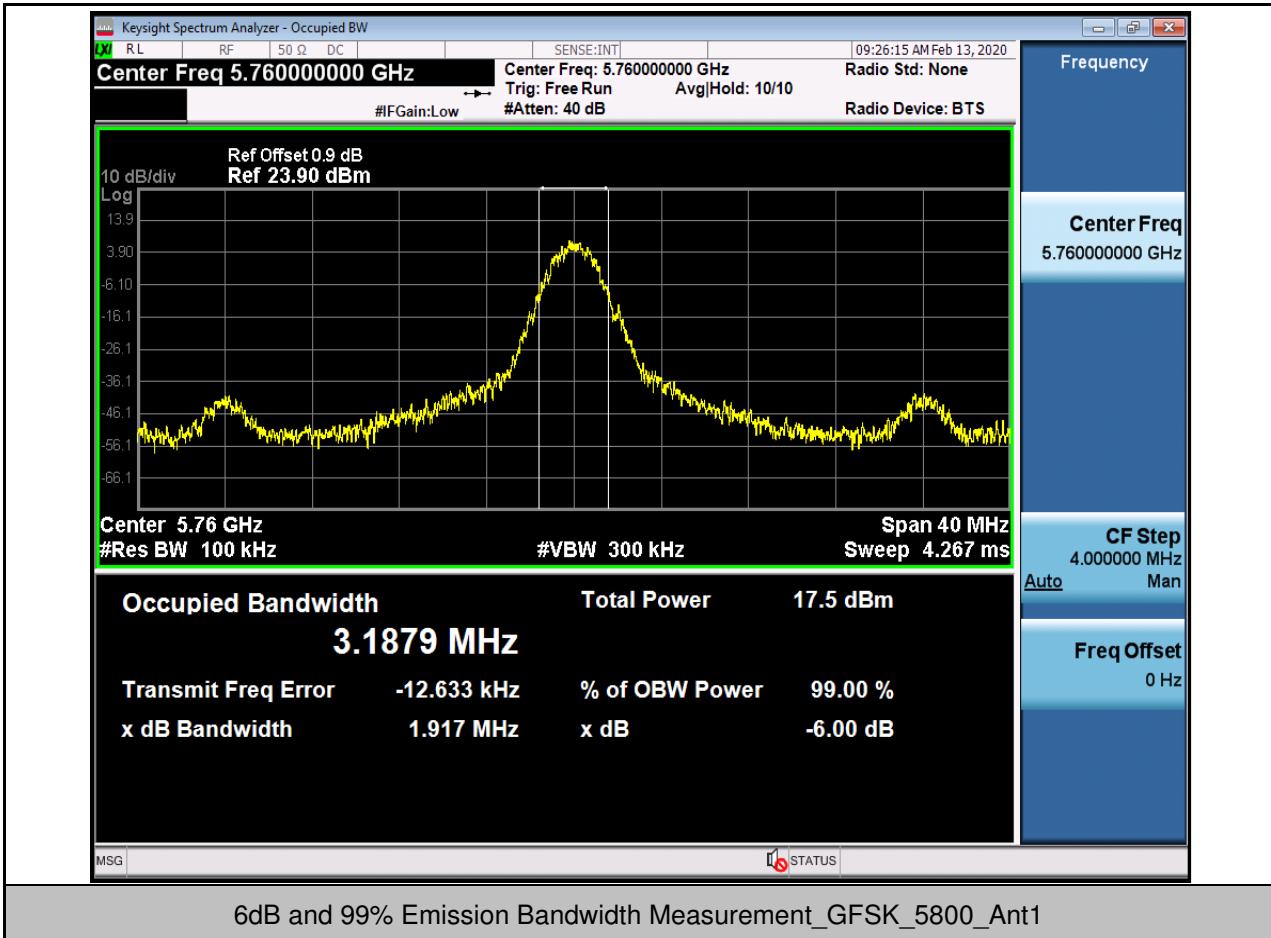 Keysight Spectrum Analyzer - Occupied BW
LXI RL RF 50 Ω DC SENSE:INT 09:26:15 AM Feb 13, 2020
Center Freq 5.760000000 GHz
#IFGain:Low
Center Freq: 5.760000000 GHz
Trig: Free Run Avg|Hold: 10/10
#Atten: 40 dB
Radio Std: None
Radio Device: BTS
Ref Offset 0.9 dB
10 dB/div Ref 23.90 dBm
Log
13.9
3.90
-6.10
-16.1
-26.1
-36.1
-46.1
-56.1
-66.1
Center 5.76 GHz Span 40 MHz
#Res BW 100 kHz #VBW 300 kHz Sweep 4.267 ms
Occupied Bandwidth Total Power 17.5 dBm
3.1879 MHz
Transmit Freq Error -12.633 kHz % of OBW Power 99.00 %
x dB Bandwidth 1.917 MHz x dB -6.00 dB
Frequency
Center Freq
5.760000000 GHz
CF Step
4.000000 MHz
Auto Man
Freq Offset
0 Hz
MSG STATUS
6dB and 99% Emission Bandwidth Measurement_GFSK_5800_Ant1